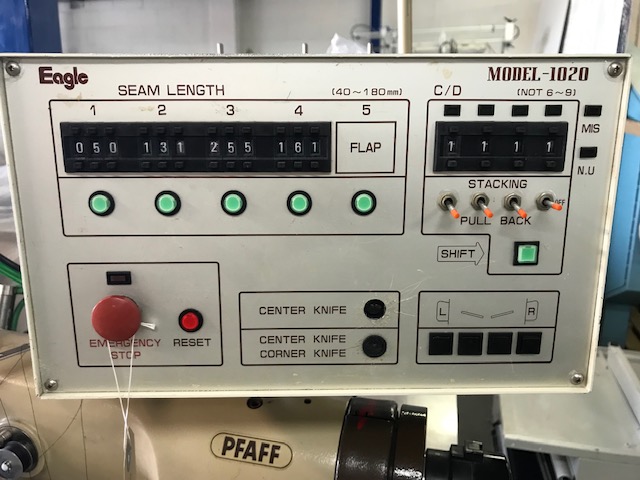 Eagle
MODEL-1020
SEAM LENGTH
(40~180mm)
1 2 3 4 5
050 131 255 161
FLAP
C/D
(NOT 6~9)
MIS
N.U
1 1 1 1
STACKING
OFF
PULL BACK
SHIFT
EMERGENCY
STOP
RESET
CENTER KNIFE
CENTER KNIFE
CORNER KNIFE
L R
PFAFF